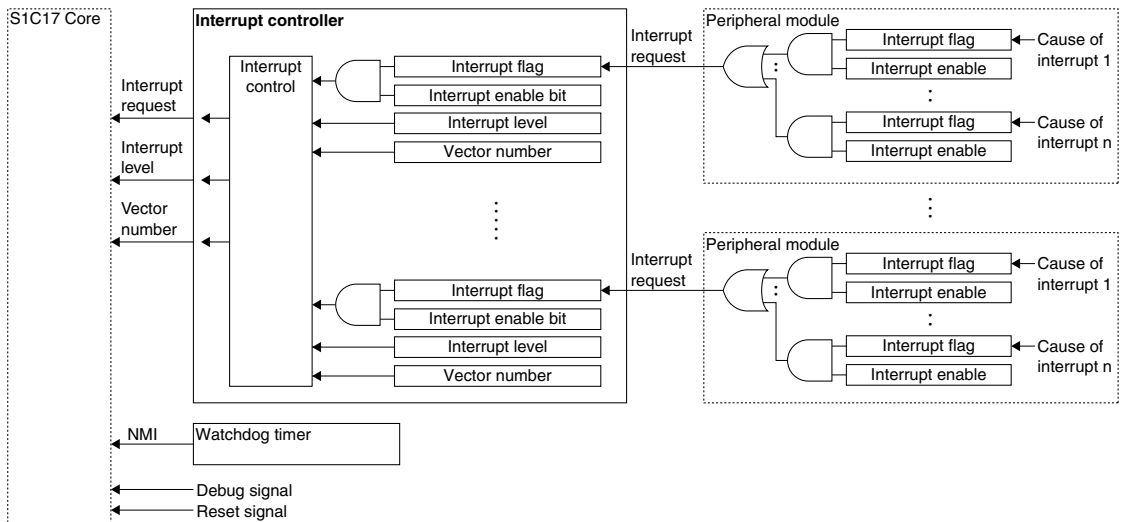 S1C17 Core
Interrupt controller
Peripheral module
Interrupt
request
Interrupt
level
Vector
number
Interrupt
control
Interrupt flag
Interrupt enable bit
Interrupt level
Vector number
Interrupt
request
Interrupt flag
Interrupt enable
Cause of
interrupt 1
Interrupt flag
Interrupt enable
Cause of
interrupt n
Interrupt flag
Interrupt enable bit
Interrupt level
Vector number
Interrupt
request
Peripheral module
Interrupt flag
Interrupt enable
Cause of
interrupt 1
Interrupt flag
Interrupt enable
Cause of
interrupt n
NMI
Watchdog timer
Debug signal
Reset signal